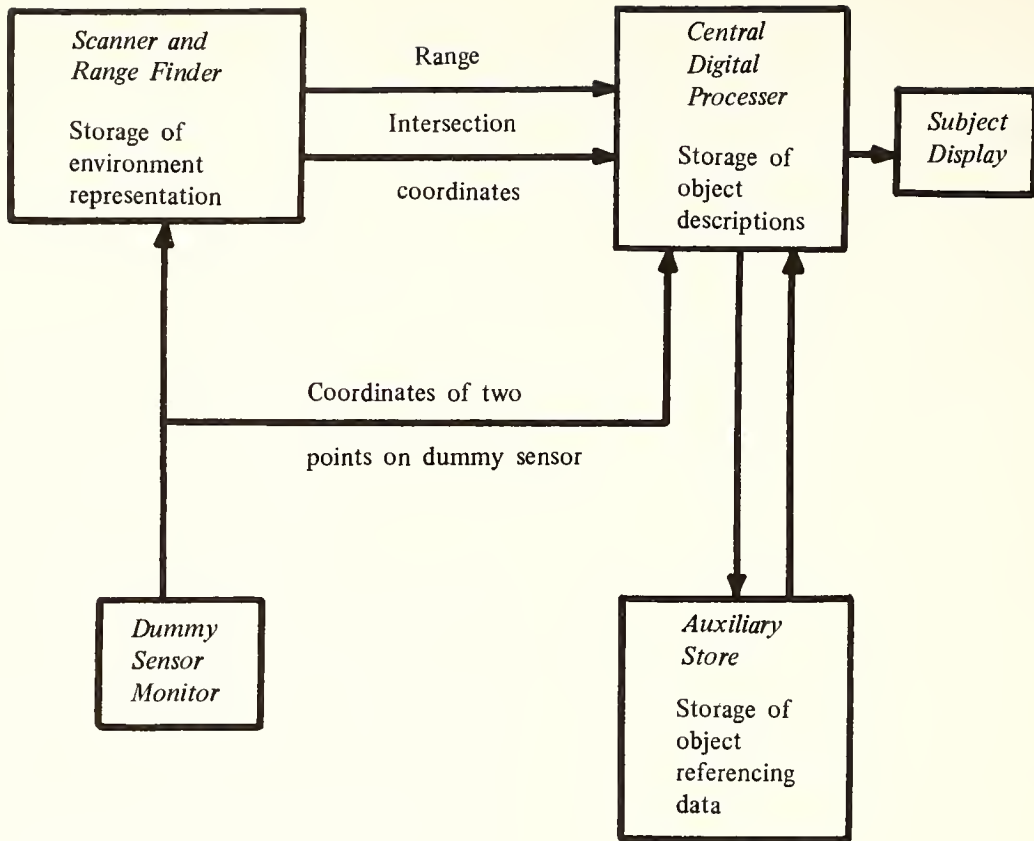 Scanner and
Range Finder
Storage of
environment
representation
Range
Intersection
coordinates
Central
Digital
Processer
Storage of
object
descriptions
Subject
Display
Coordinates of two
points on dummy sensor
Dummy
Sensor
Monitor
Auxiliary
Store
Storage of
object
referencing
data